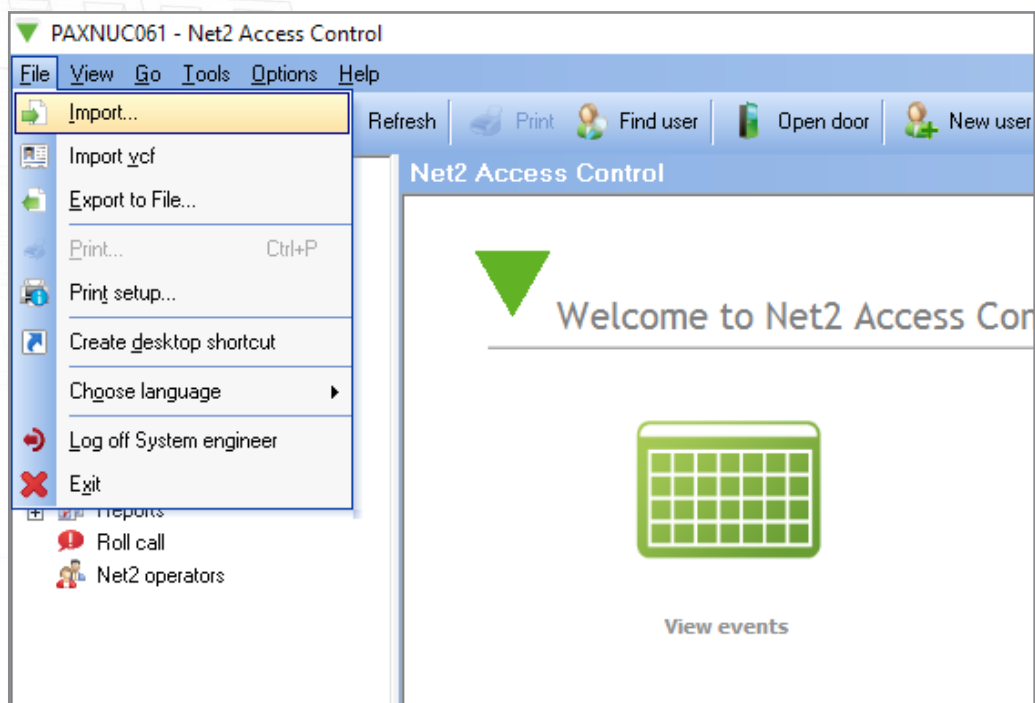 PAXNUC061 - Net2 Access Control
File View Go Tools Options Help
Refresh Print Find user Open door New user
Import...
Import vcf
Export to File...
Print... Ctrl+P
Print setup...
Create desktop shortcut
Choose language
Log off System engineer
Exit
Reports
Roll call
Net2 operators
Net2 Access Control
Welcome to Net2 Access Con
View events